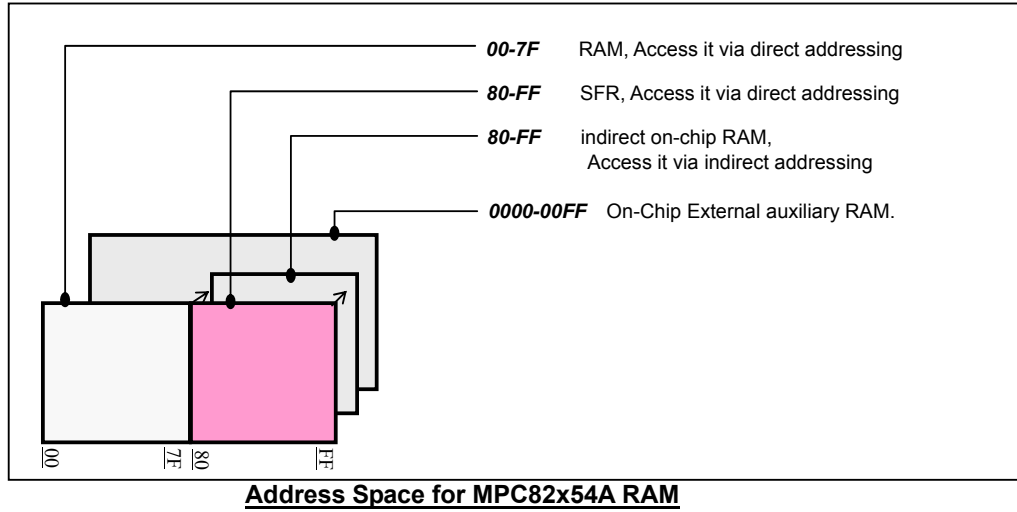 00-7F RAM, Access it via direct addressing
80-FF SFR, Access it via direct addressing
80-FF indirect on-chip RAM,
Access it via indirect addressing
0000-00FF On-Chip External auxiliary RAM.
00 7F 80 FF
Address Space for MPC82x54A RAM